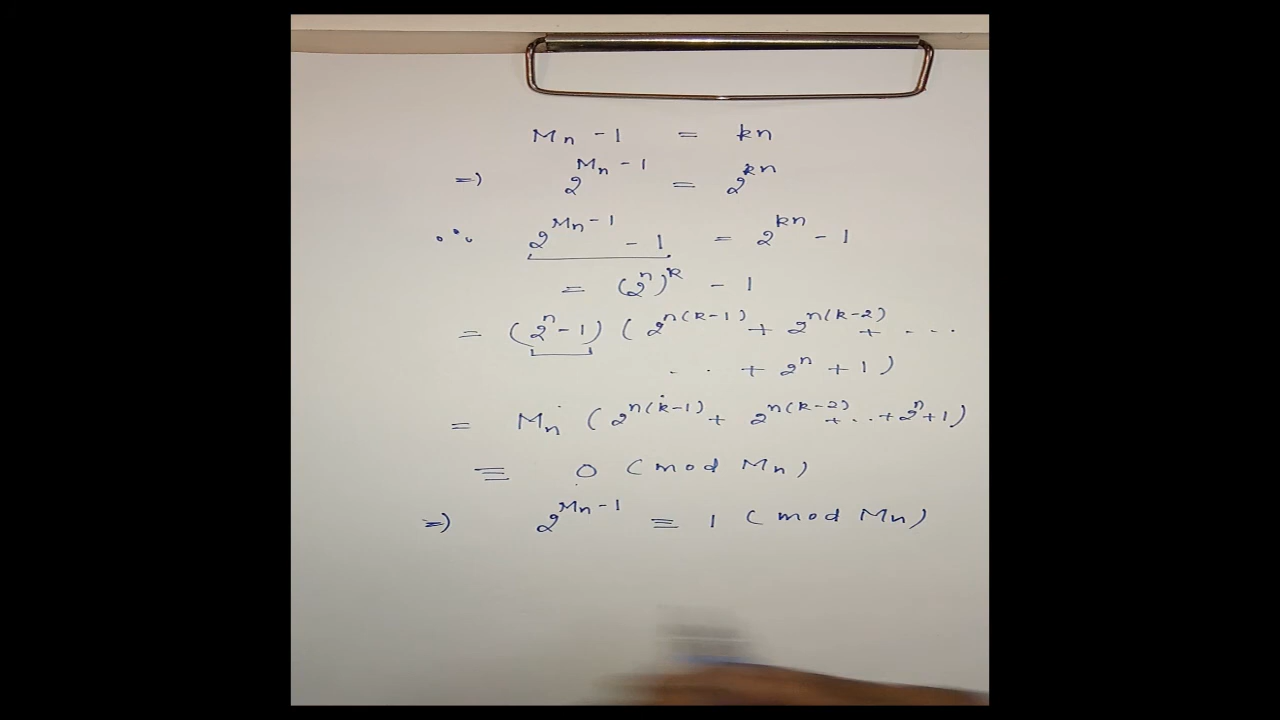 Mn - 1 = kn
=) 2^{Mn - 1} = 2^{kn}
∴ 2^{Mn - 1} - 1 = 2^{kn} - 1
= (2^n)^k - 1
= (2^n - 1) (2^{n(k-1)} + 2^{n(k-2)} + ...
.. + 2^n + 1)
= Mn (2^{n(k-1)} + 2^{n(k-2)} + .. + 2^n + 1)
≡ 0 (mod Mn)
=) 2^{Mn - 1} ≡ 1 (mod Mn)